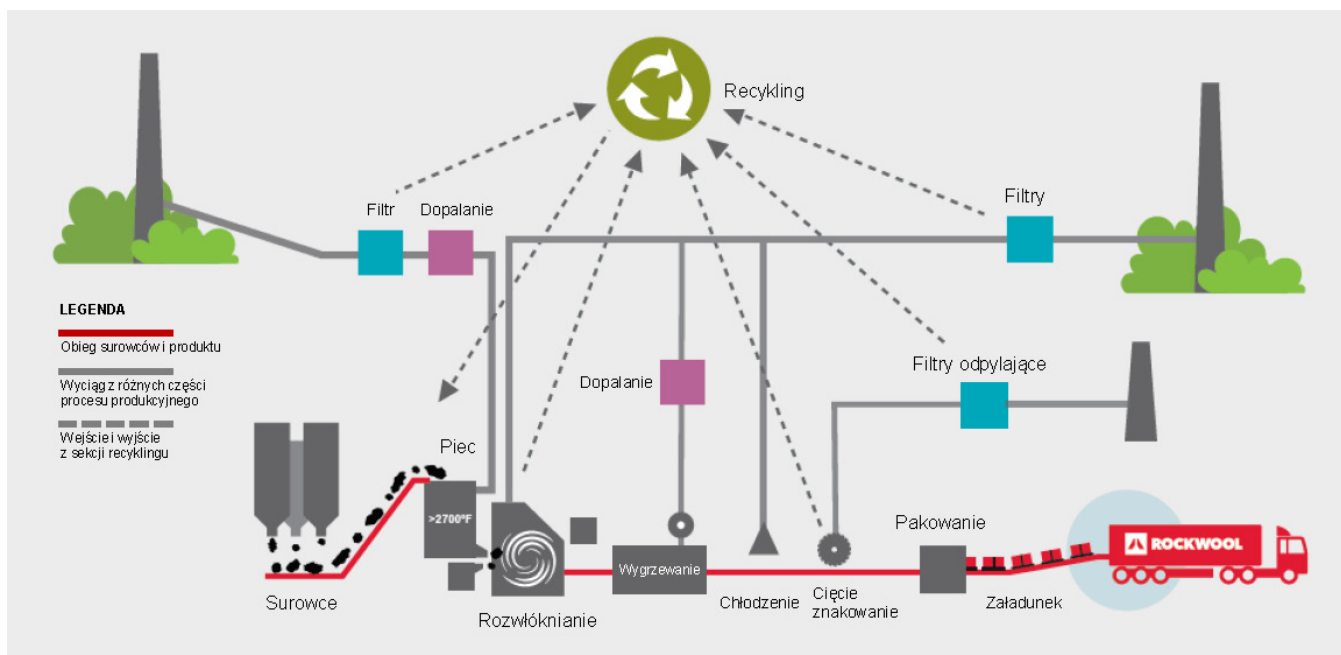 Recykling
Filtr
Dopalanie
Filtry
LEGENDA
Obieg surowców i produktu
Wyciąg z różnych części
procesu produkcyjnego
Wejście i wyjście
z sekcji recyklingu
Dopalanie
Filtry odpylające
Piec
>2700°F
Pakowanie
ROCKWOOL
Wygrzewanie
Surowce
Rozwłóknianie
Chłodzenie
Cięcie
znakowanie
Załadunek